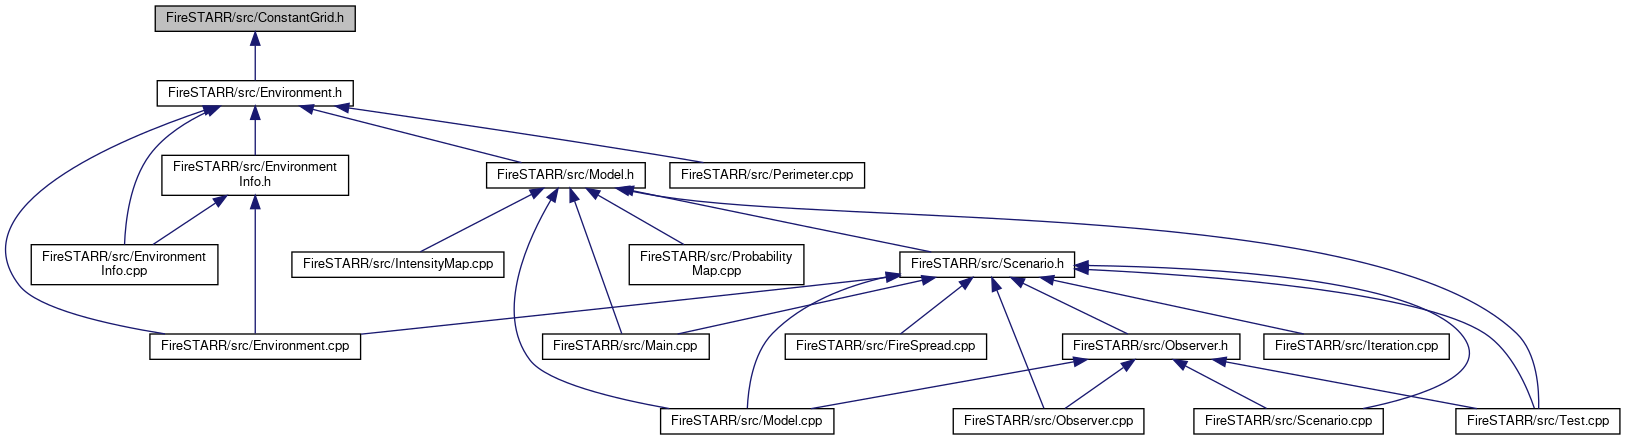 FireSTARR/src/ConstantGrid.h
FireSTARR/src/Environment.h
FireSTARR/src/Environment
Info.h
FireSTARR/src/Model.h
FireSTARR/src/Perimeter.cpp
FireSTARR/src/Environment
Info.cpp
FireSTARR/src/IntensityMap.cpp
FireSTARR/src/Probability
Map.cpp
FireSTARR/src/Scenario.h
FireSTARR/src/Environment.cpp
FireSTARR/src/Main.cpp
FireSTARR/src/FireSpread.cpp
FireSTARR/src/Observer.h
FireSTARR/src/Iteration.cpp
FireSTARR/src/Model.cpp
FireSTARR/src/Observer.cpp
FireSTARR/src/Scenario.cpp
FireSTARR/src/Test.cpp